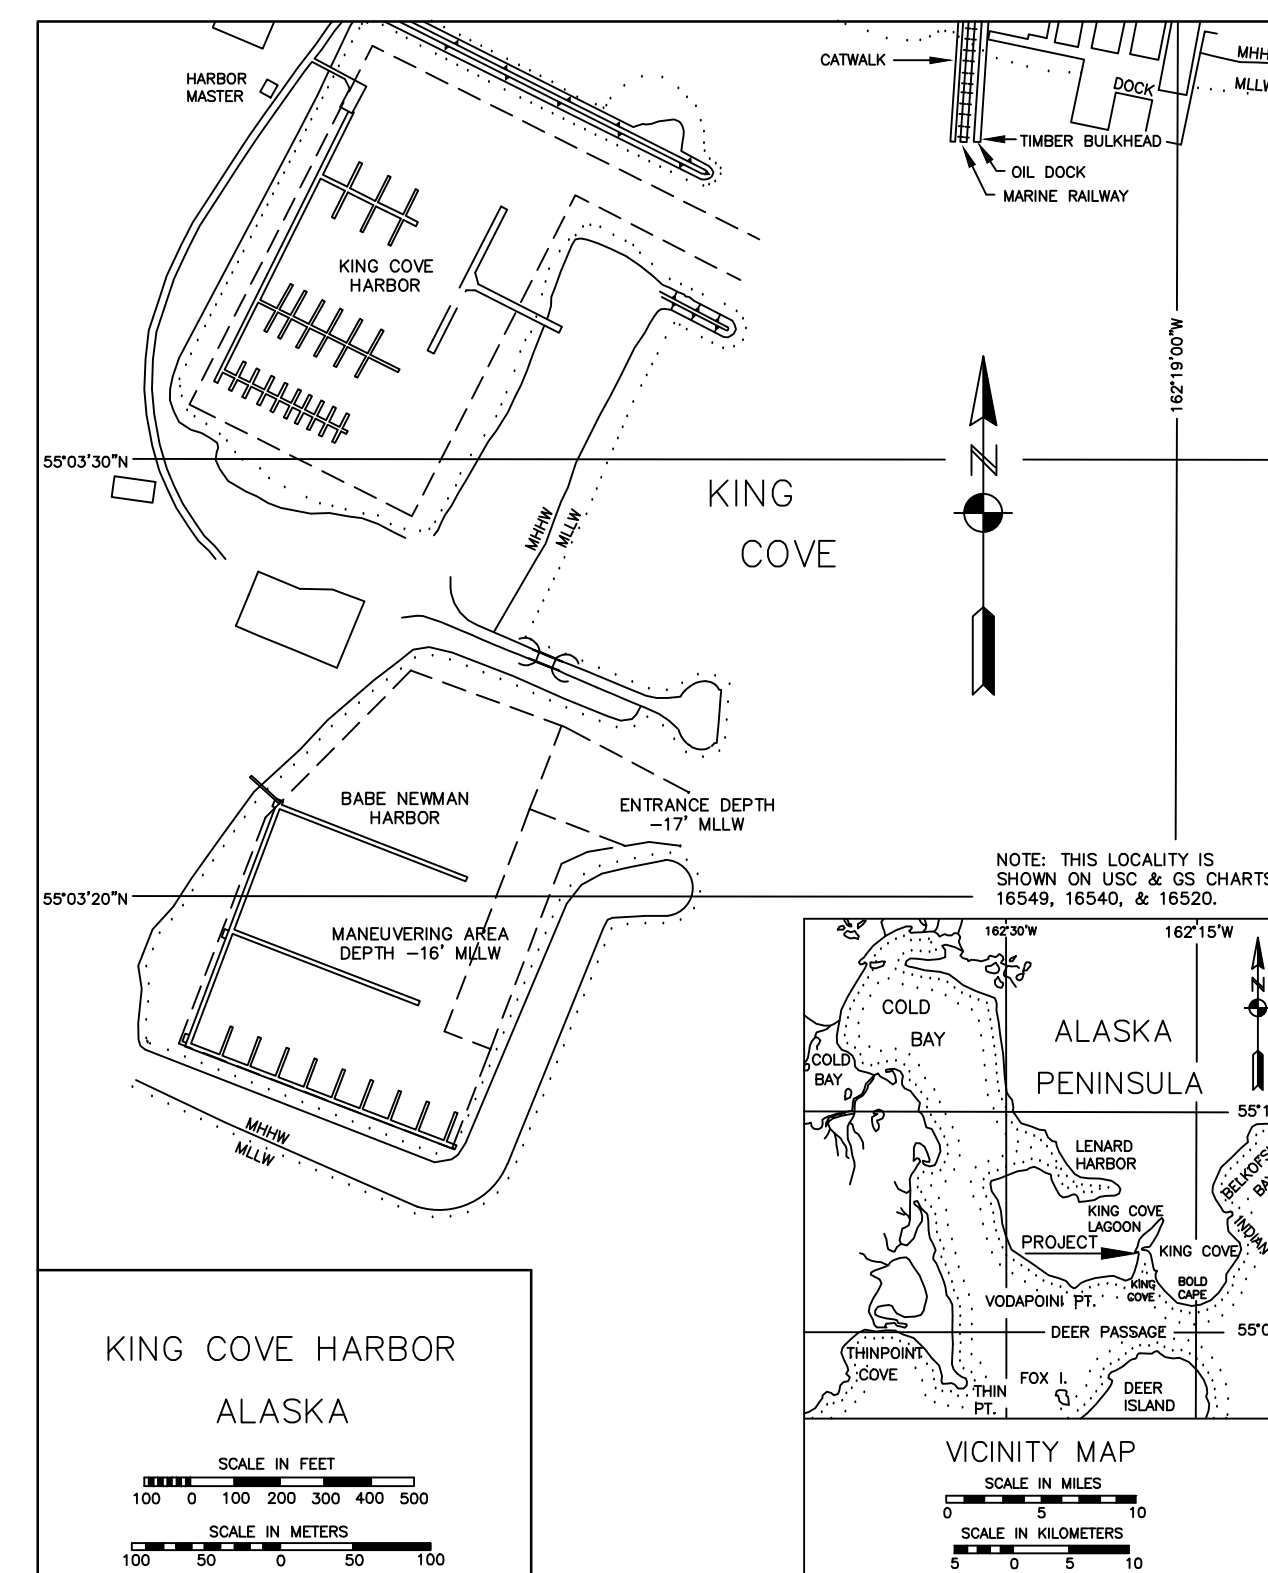 HARBOR
MASTER
CATWALK
DOCK
TIMBER BULKHEAD
OIL DOCK
MARINE RAILWAY
KING COVE
HARBOR
162°19'00"W
55°03'30"N
N
KING
COVE
MHHW
MLLW
BABE NEWMAN
HARBOR
ENTRANCE DEPTH
-17' MLLW
NOTE: THIS LOCALITY IS
SHOWN ON USC & GS CHARTS
16549, 16540, & 16520.
55°03'20"N
MANEUVERING AREA
DEPTH -16' MLLW
MHHW
MLLW
162°30'W
162°15'W
N
COLD
BAY
ALASKA
PENINSULA
COLD
BAY
LENARD
HARBOR
KING COVE
LAGOON
PROJECT
KING COVE
KING
COVE
BOLD
CAPE
INDIAN
VODAPOINI PT.
DEER PASSAGE
THINPOINT
COVE
THIN
PT.
FOX I.
DEER
ISLAND
KING COVE HARBOR
ALASKA
SCALE IN FEET
100 0 100 200 300 400 500
SCALE IN METERS
100 50 0 50 100
VICINITY MAP
SCALE IN MILES
0 5 10
SCALE IN KILOMETERS
5 0 5 10